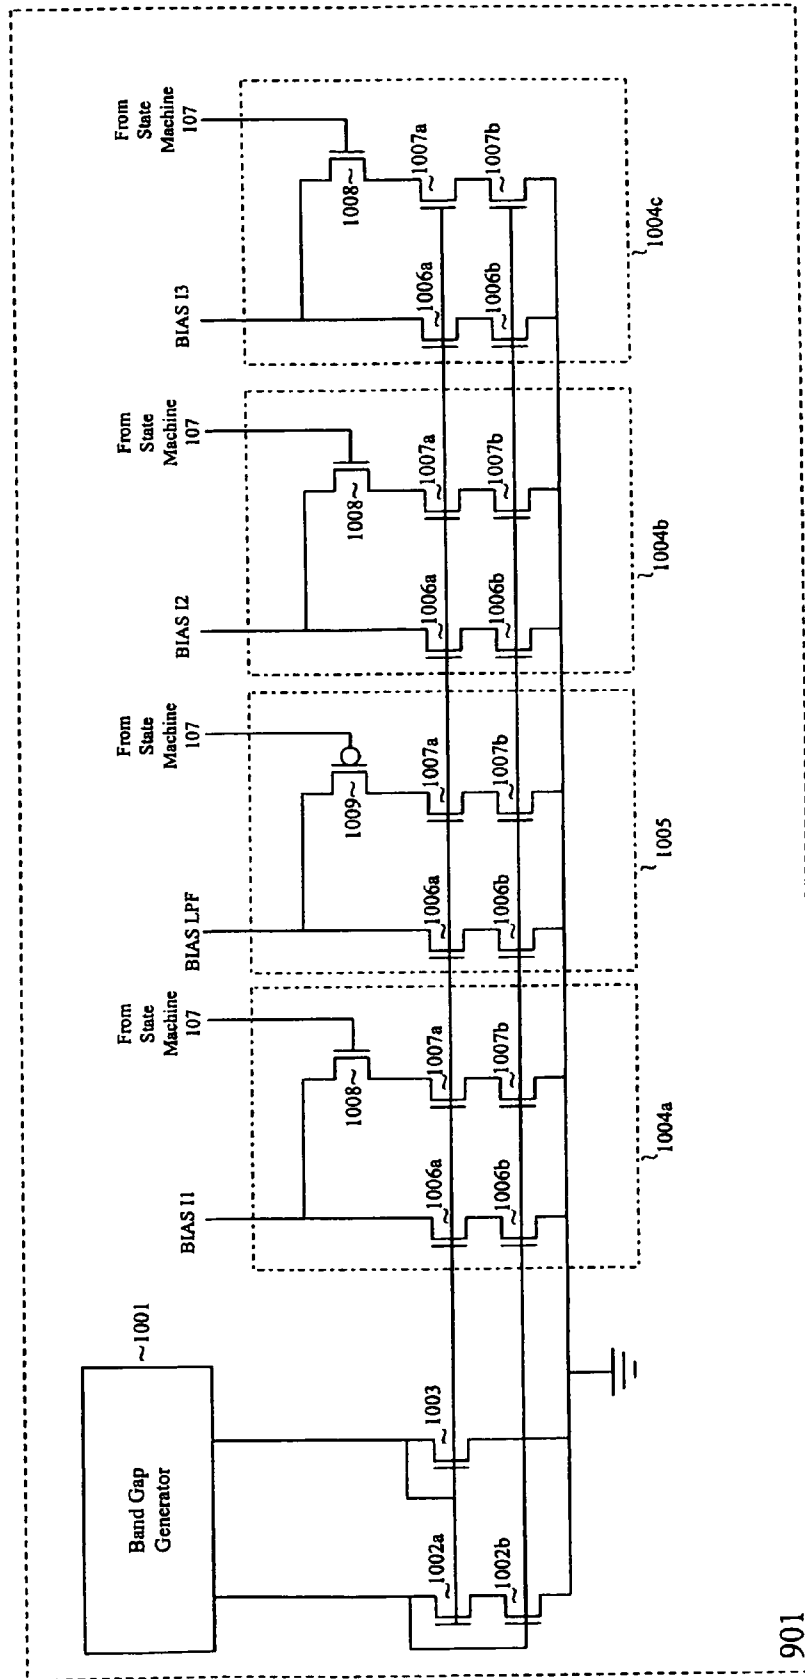 Band Gap
Generator
~1001
1002a
1002b
1003
BIAS I1
From
State
Machine
107
1008~
1006a
1007a
1006b
1007b
~1004a
BIAS LPF
From
State
Machine
107
1009~
1006a
1007a
1006b
1007b
~1005
BIAS I2
From
State
Machine
107
1008~
1006a
1007a
1006b
1007b
~1004b
BIAS I3
From
State
Machine
107
1008~
1006a
1007a
1006b
1007b
~1004c
901